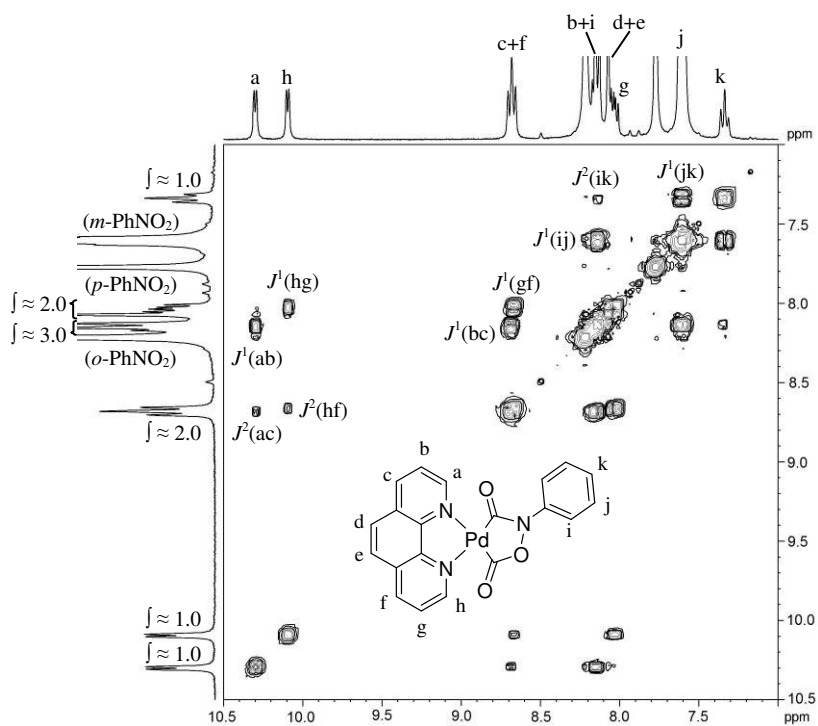 b+i
d+e
c+f
j
a
h
g
k
ppm
∫ ≈ 1.0
J²(ik)
J¹(jk)
(m-PhNO₂)
7.5
J¹(ij)
(p-PhNO₂)
J¹(hg)
J¹(gf)
∫ ≈ 2.0
8.0
∫ ≈ 3.0
J¹(bc)
(o-PhNO₂)
J¹(ab)
8.5
J²(ac)
J²(hf)
∫ ≈ 2.0
b
9.0
c
a
k
O
d
N
N
j
Pd
i
9.5
e
N
O
f
O
h
g
∫ ≈ 1.0
10.0
∫ ≈ 1.0
10.5
10.5 10.0 9.5 9.0 8.5 8.0 7.5 ppm